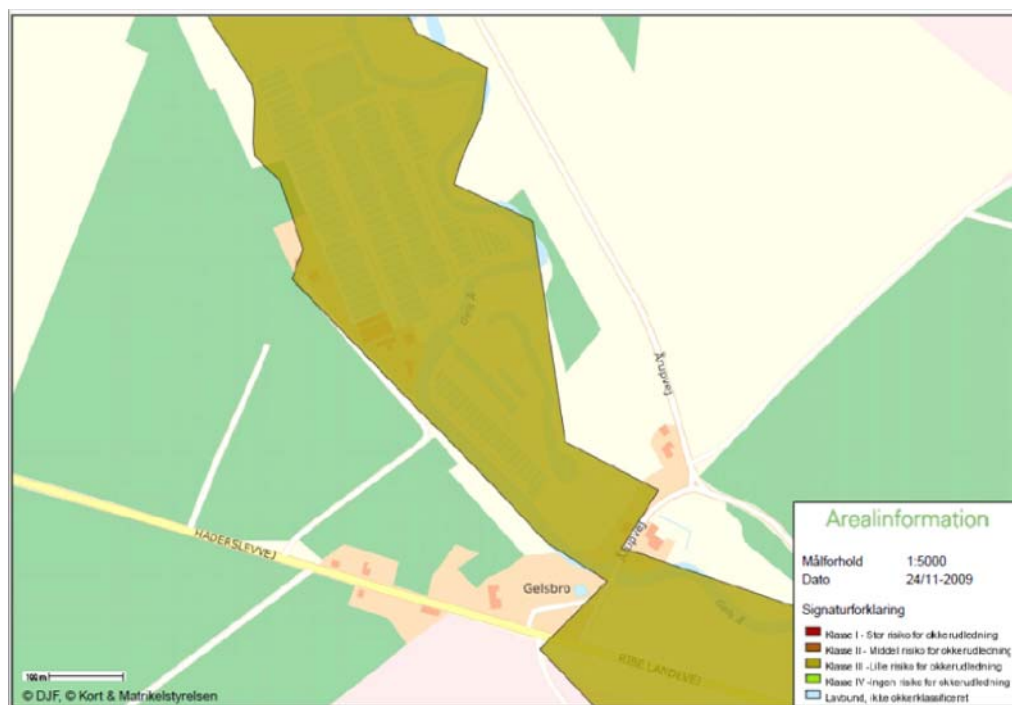 Gels Å
Årupvej
HADERSLEVVEJ
Gelsbro
Årupvej
Gels Å
RIBE LANDEVEJ
100 m
© DJF, © Kort & Matrikelstyrelsen
Arealinformation
Målforhold 1:5000
Dato 24/11-2009
Signaturforklaring
Klasse I - Stor risiko for okkerudledning
Klasse II - Middel risiko for okkerudledning
Klasse III - Lille risiko for okkerudledning
Klasse IV - Ingen risiko for okkerudledning
Lavbund, ikke okkerklassificeret